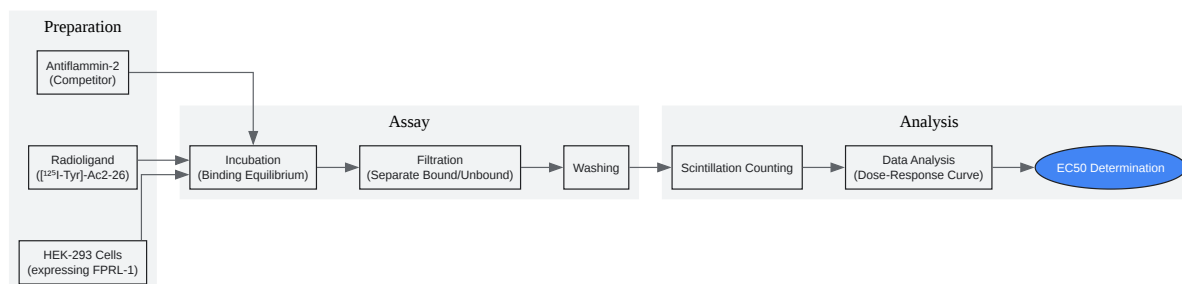 Preparation
Antiflammin-2
(Competitor)
Radioligand
([¹²⁵I-Tyr]-Ac2-26)
HEK-293 Cells
(expressing FPRL-1)
Assay
Incubation
(Binding Equilibrium)
Filtration
(Separate Bound/Unbound)
Washing
Analysis
Scintillation Counting
Data Analysis
(Dose-Response Curve)
EC50 Determination